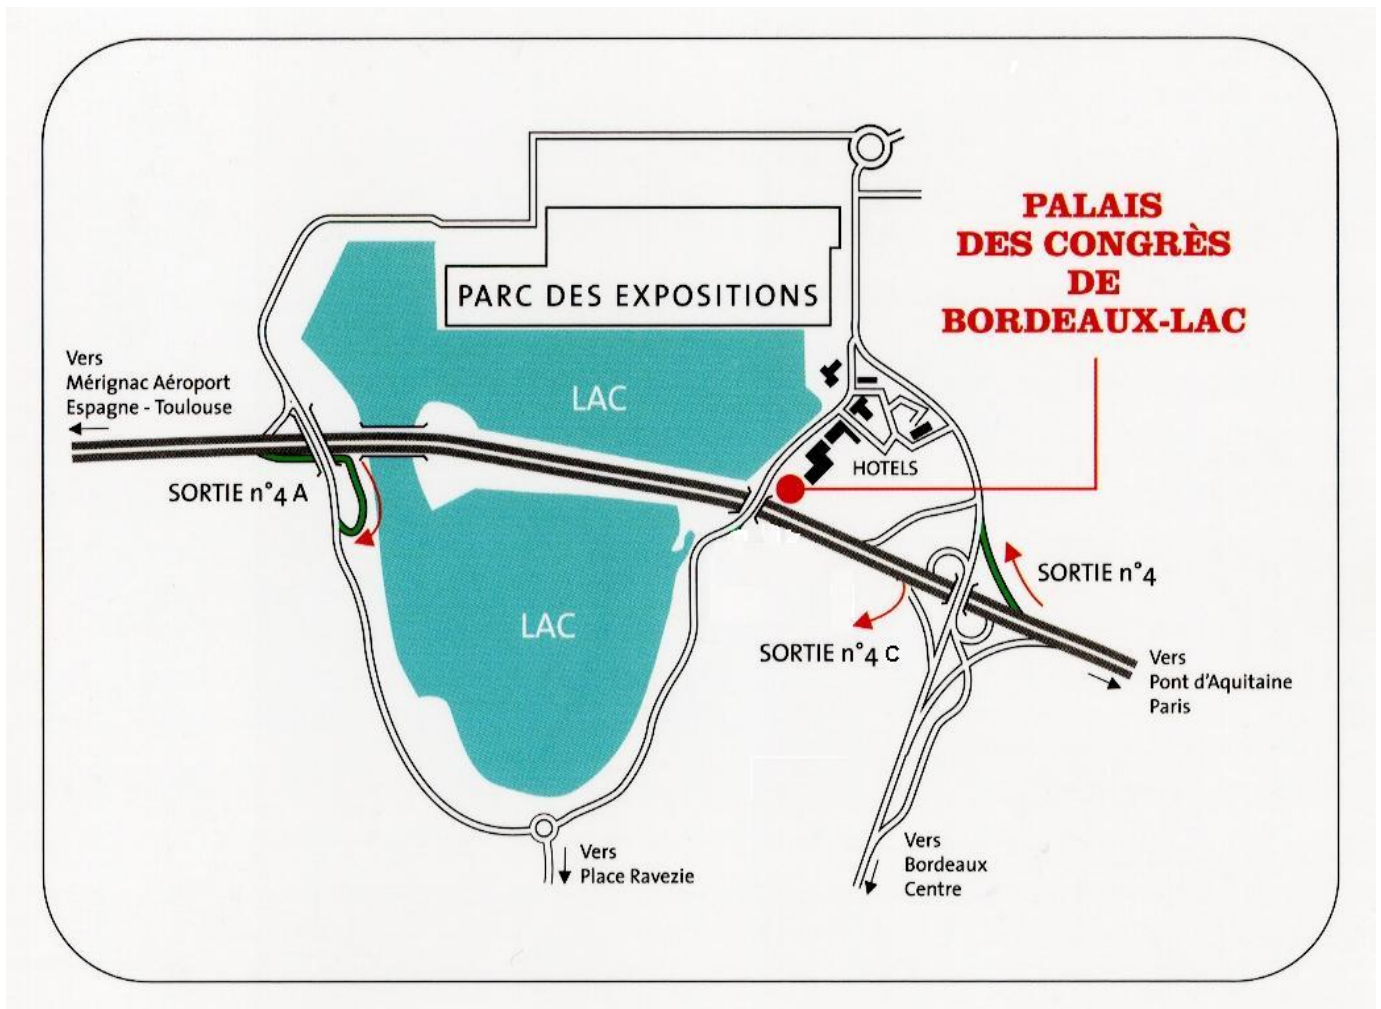 PALAIS
DES CONGRÈS
DE
BORDEAUX-LAC
PARC DES EXPOSITIONS
Vers
Mérignac Aéroport
Espagne - Toulouse
LAC
HOTELS
SORTIE n°4 A
SORTIE n°4
LAC
SORTIE n°4 C
Vers
Pont d'Aquitaine
Paris
Vers
Place Ravezie
Vers
Bordeaux
Centre